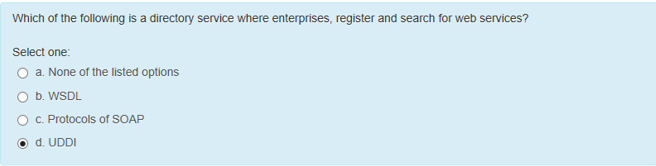 Which of the following is a directory service where enterprises, register and search for web services?
Select one:
a. None of the listed options
b. WSDL
c. Protocols of SOAP
d. UDDI